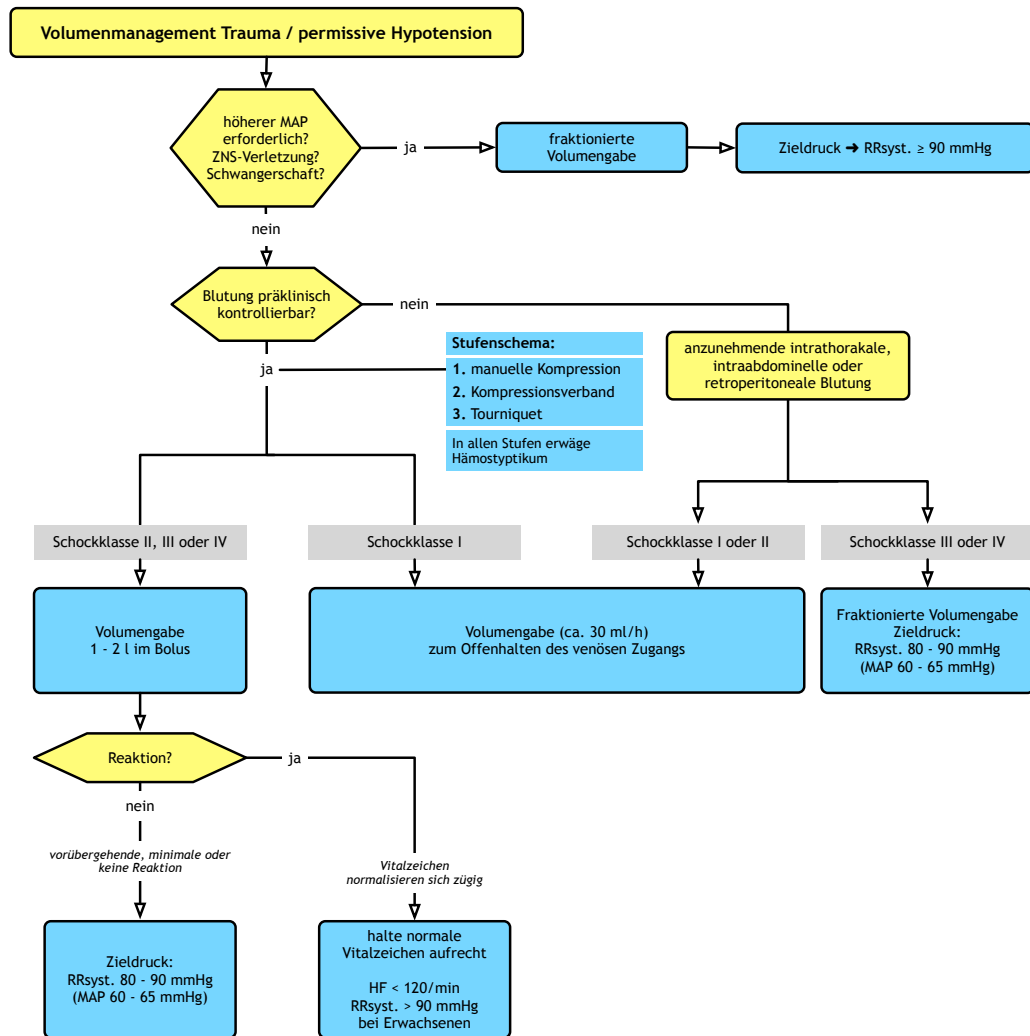 Volumenmanagement Trauma / permissive Hypotension
höherer MAP
erforderlich?
ZNS-Verletzung?
Schwangerschaft?
ja
fraktionierte
Volumengabe
Zieldruck ➜ RRsyst. ≥ 90 mmHg
nein
Blutung präklinisch
kontrollierbar?
nein
ja
Stufenschema:
1. manuelle Kompression
2. Kompressionsverband
3. Tourniquet
In allen Stufen erwäge
Hämostyptikum
anzunehmende intrathorakale,
intraabdominelle oder
retroperitoneale Blutung
Schockklasse II, III oder IV
Schockklasse I
Schockklasse I oder II
Schockklasse III oder IV
Volumengabe
1 - 2 l im Bolus
Volumengabe (ca. 30 ml/h)
zum Offenhalten des venösen Zugangs
Fraktionierte Volumengabe
Zieldruck:
RRsyst. 80 - 90 mmHg
(MAP 60 - 65 mmHg)
Reaktion?
ja
nein
vorübergehende, minimale oder
keine Reaktion
Vitalzeichen
normalisieren sich zügig
Zieldruck:
RRsyst. 80 - 90 mmHg
(MAP 60 - 65 mmHg)
halte normale
Vitalzeichen aufrecht
HF < 120/min
RRsyst. > 90 mmHg
bei Erwachsenen